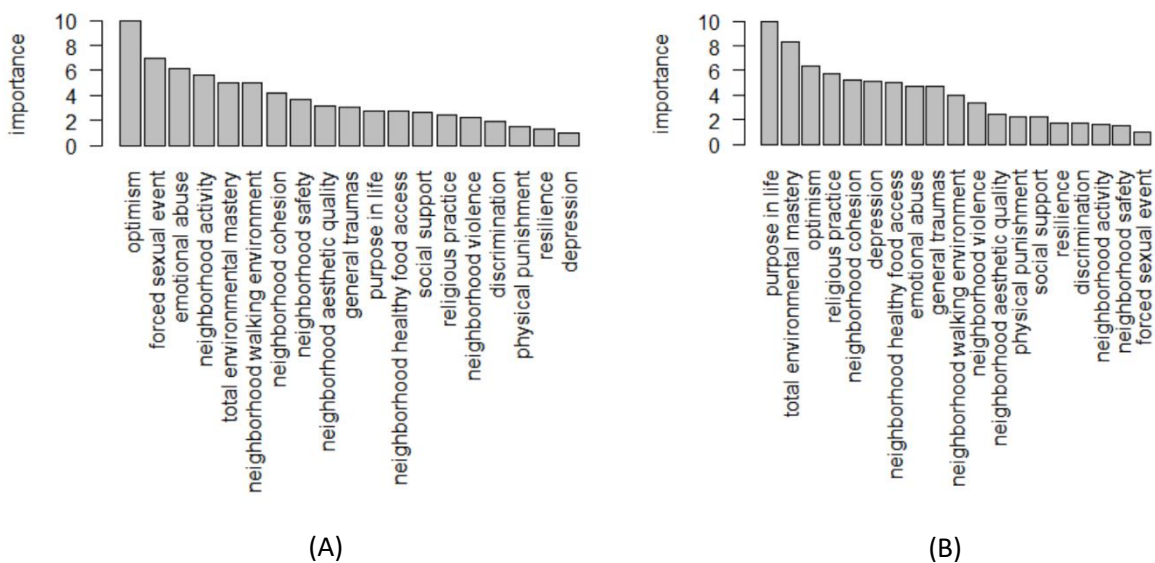 importance
10
8
6
4
2
0
optimism
forced sexual event
emotional abuse
neighborhood activity
total environmental mastery
neighborhood walking environment
neighborhood cohesion
neighborhood safety
neighborhood aesthetic quality
general traumas
purpose in life
neighborhood healthy food access
social support
religious practice
neighborhood violence
discrimination
physical punishment
resilience
depression
(A)
importance
10
8
6
4
2
0
purpose in life
total environmental mastery
optimism
religious practice
neighborhood cohesion
depression
neighborhood healthy food access
emotional abuse
general traumas
neighborhood walking environment
neighborhood violence
neighborhood aesthetic quality
physical punishment
social support
resilience
discrimination
neighborhood activity
neighborhood safety
forced sexual event
(B)